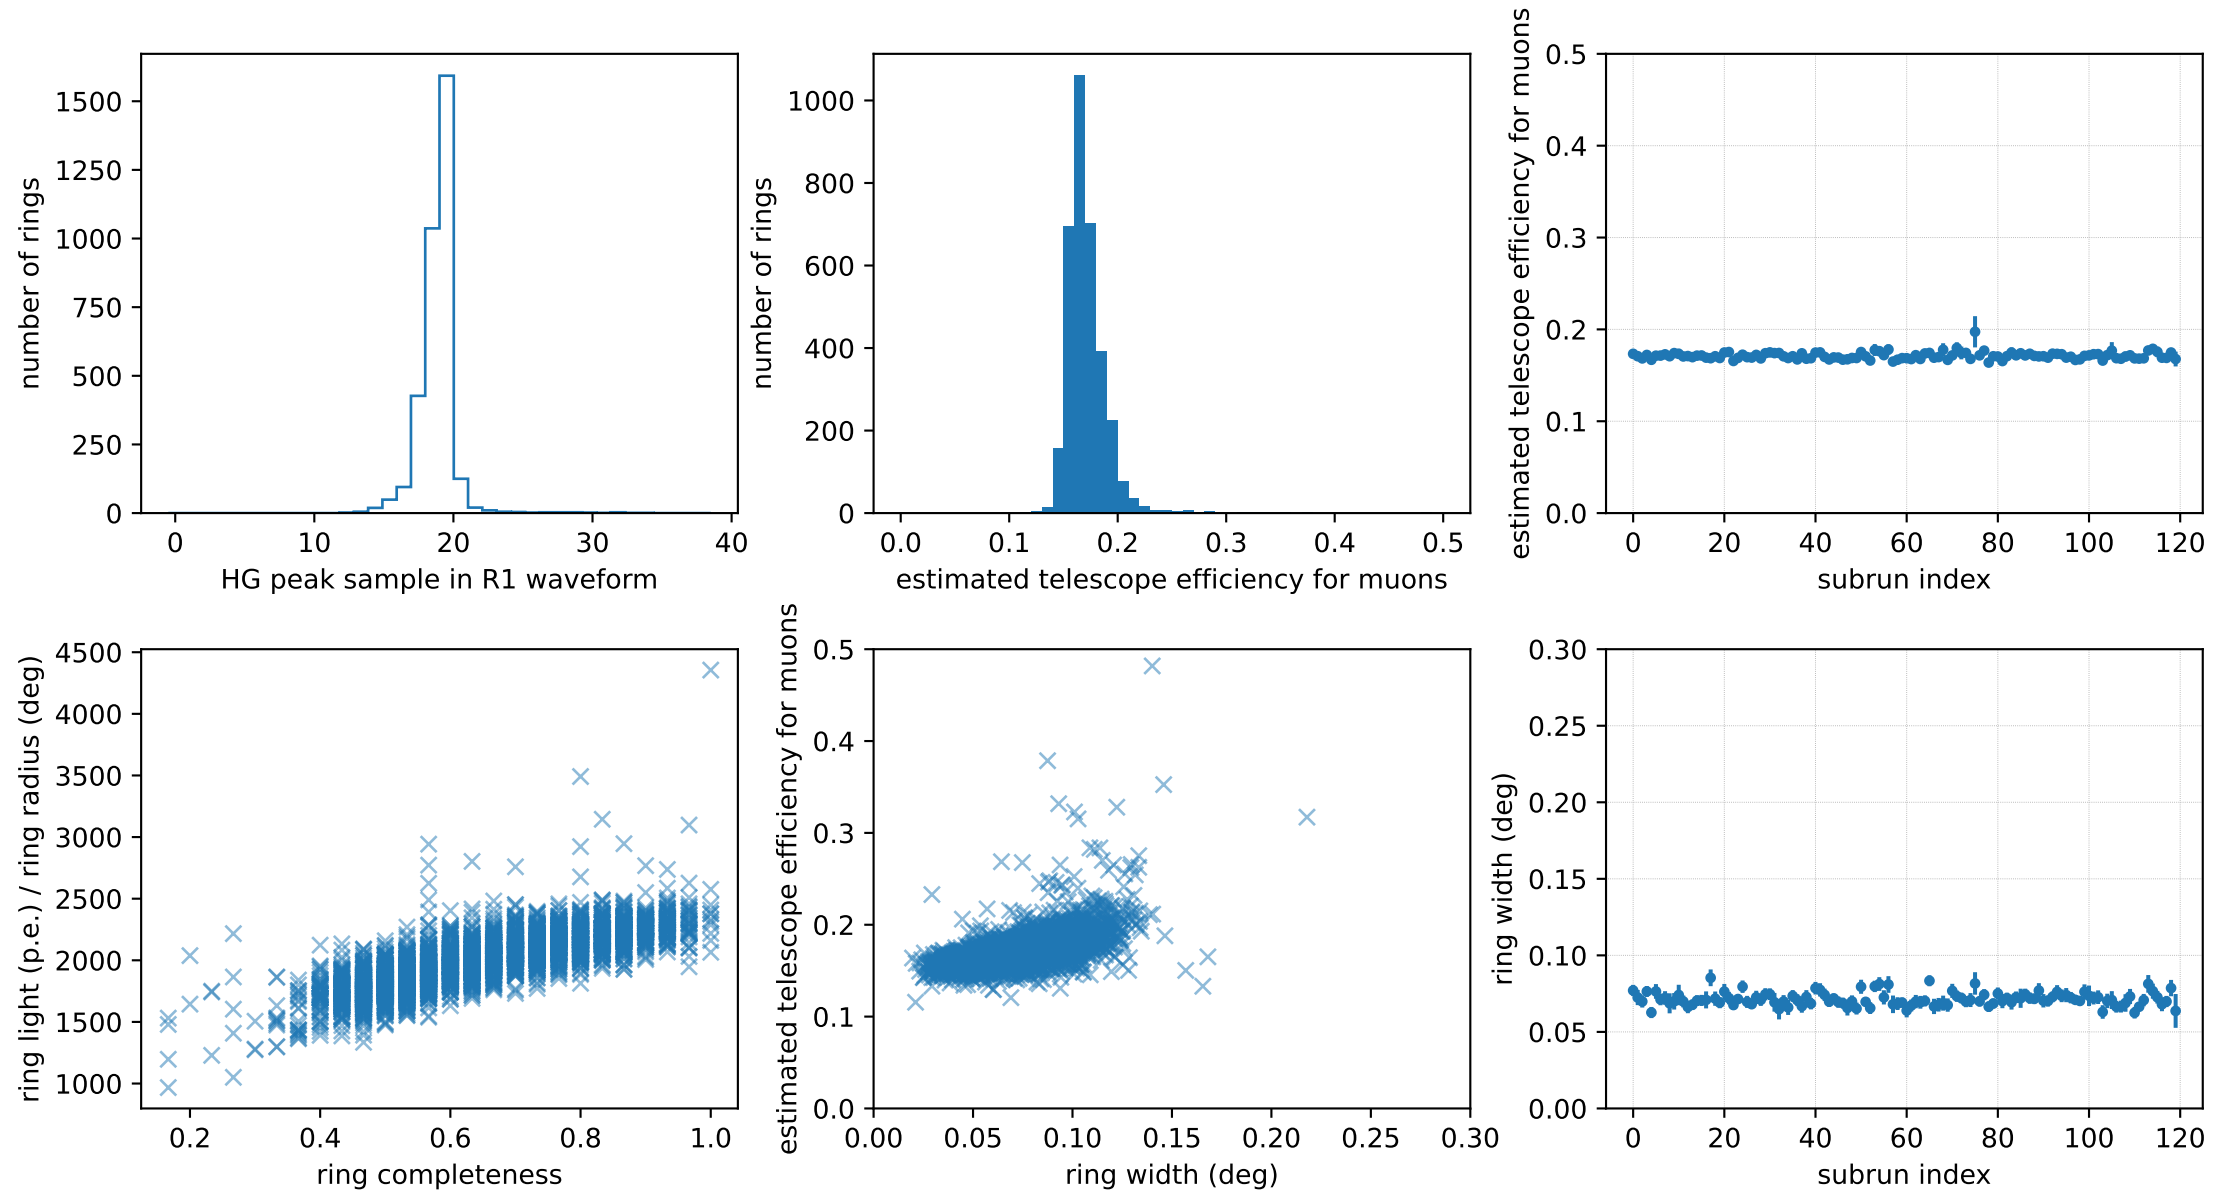 number of rings
1500
1250
1000
750
500
250
0
0 10 20 30 40
HG peak sample in R1 waveform
number of rings
1000
800
600
400
200
0
0.0 0.1 0.2 0.3 0.4 0.5
estimated telescope efficiency for muons
estimated telescope efficiency for muons
0.5
0.4
0.3
0.2
0.1
0.0
0 20 40 60 80 100 120
subrun index
ring light (p.e.) / ring radius (deg)
4500
4000
3500
3000
2500
2000
1500
1000
0.2 0.4 0.6 0.8 1.0
ring completeness
estimated telescope efficiency for muons
0.5
0.4
0.3
0.2
0.1
0.0
0.00 0.05 0.10 0.15 0.20 0.25 0.30
ring width (deg)
ring width (deg)
0.30
0.25
0.20
0.15
0.10
0.05
0.00
0 20 40 60 80 100 120
subrun index